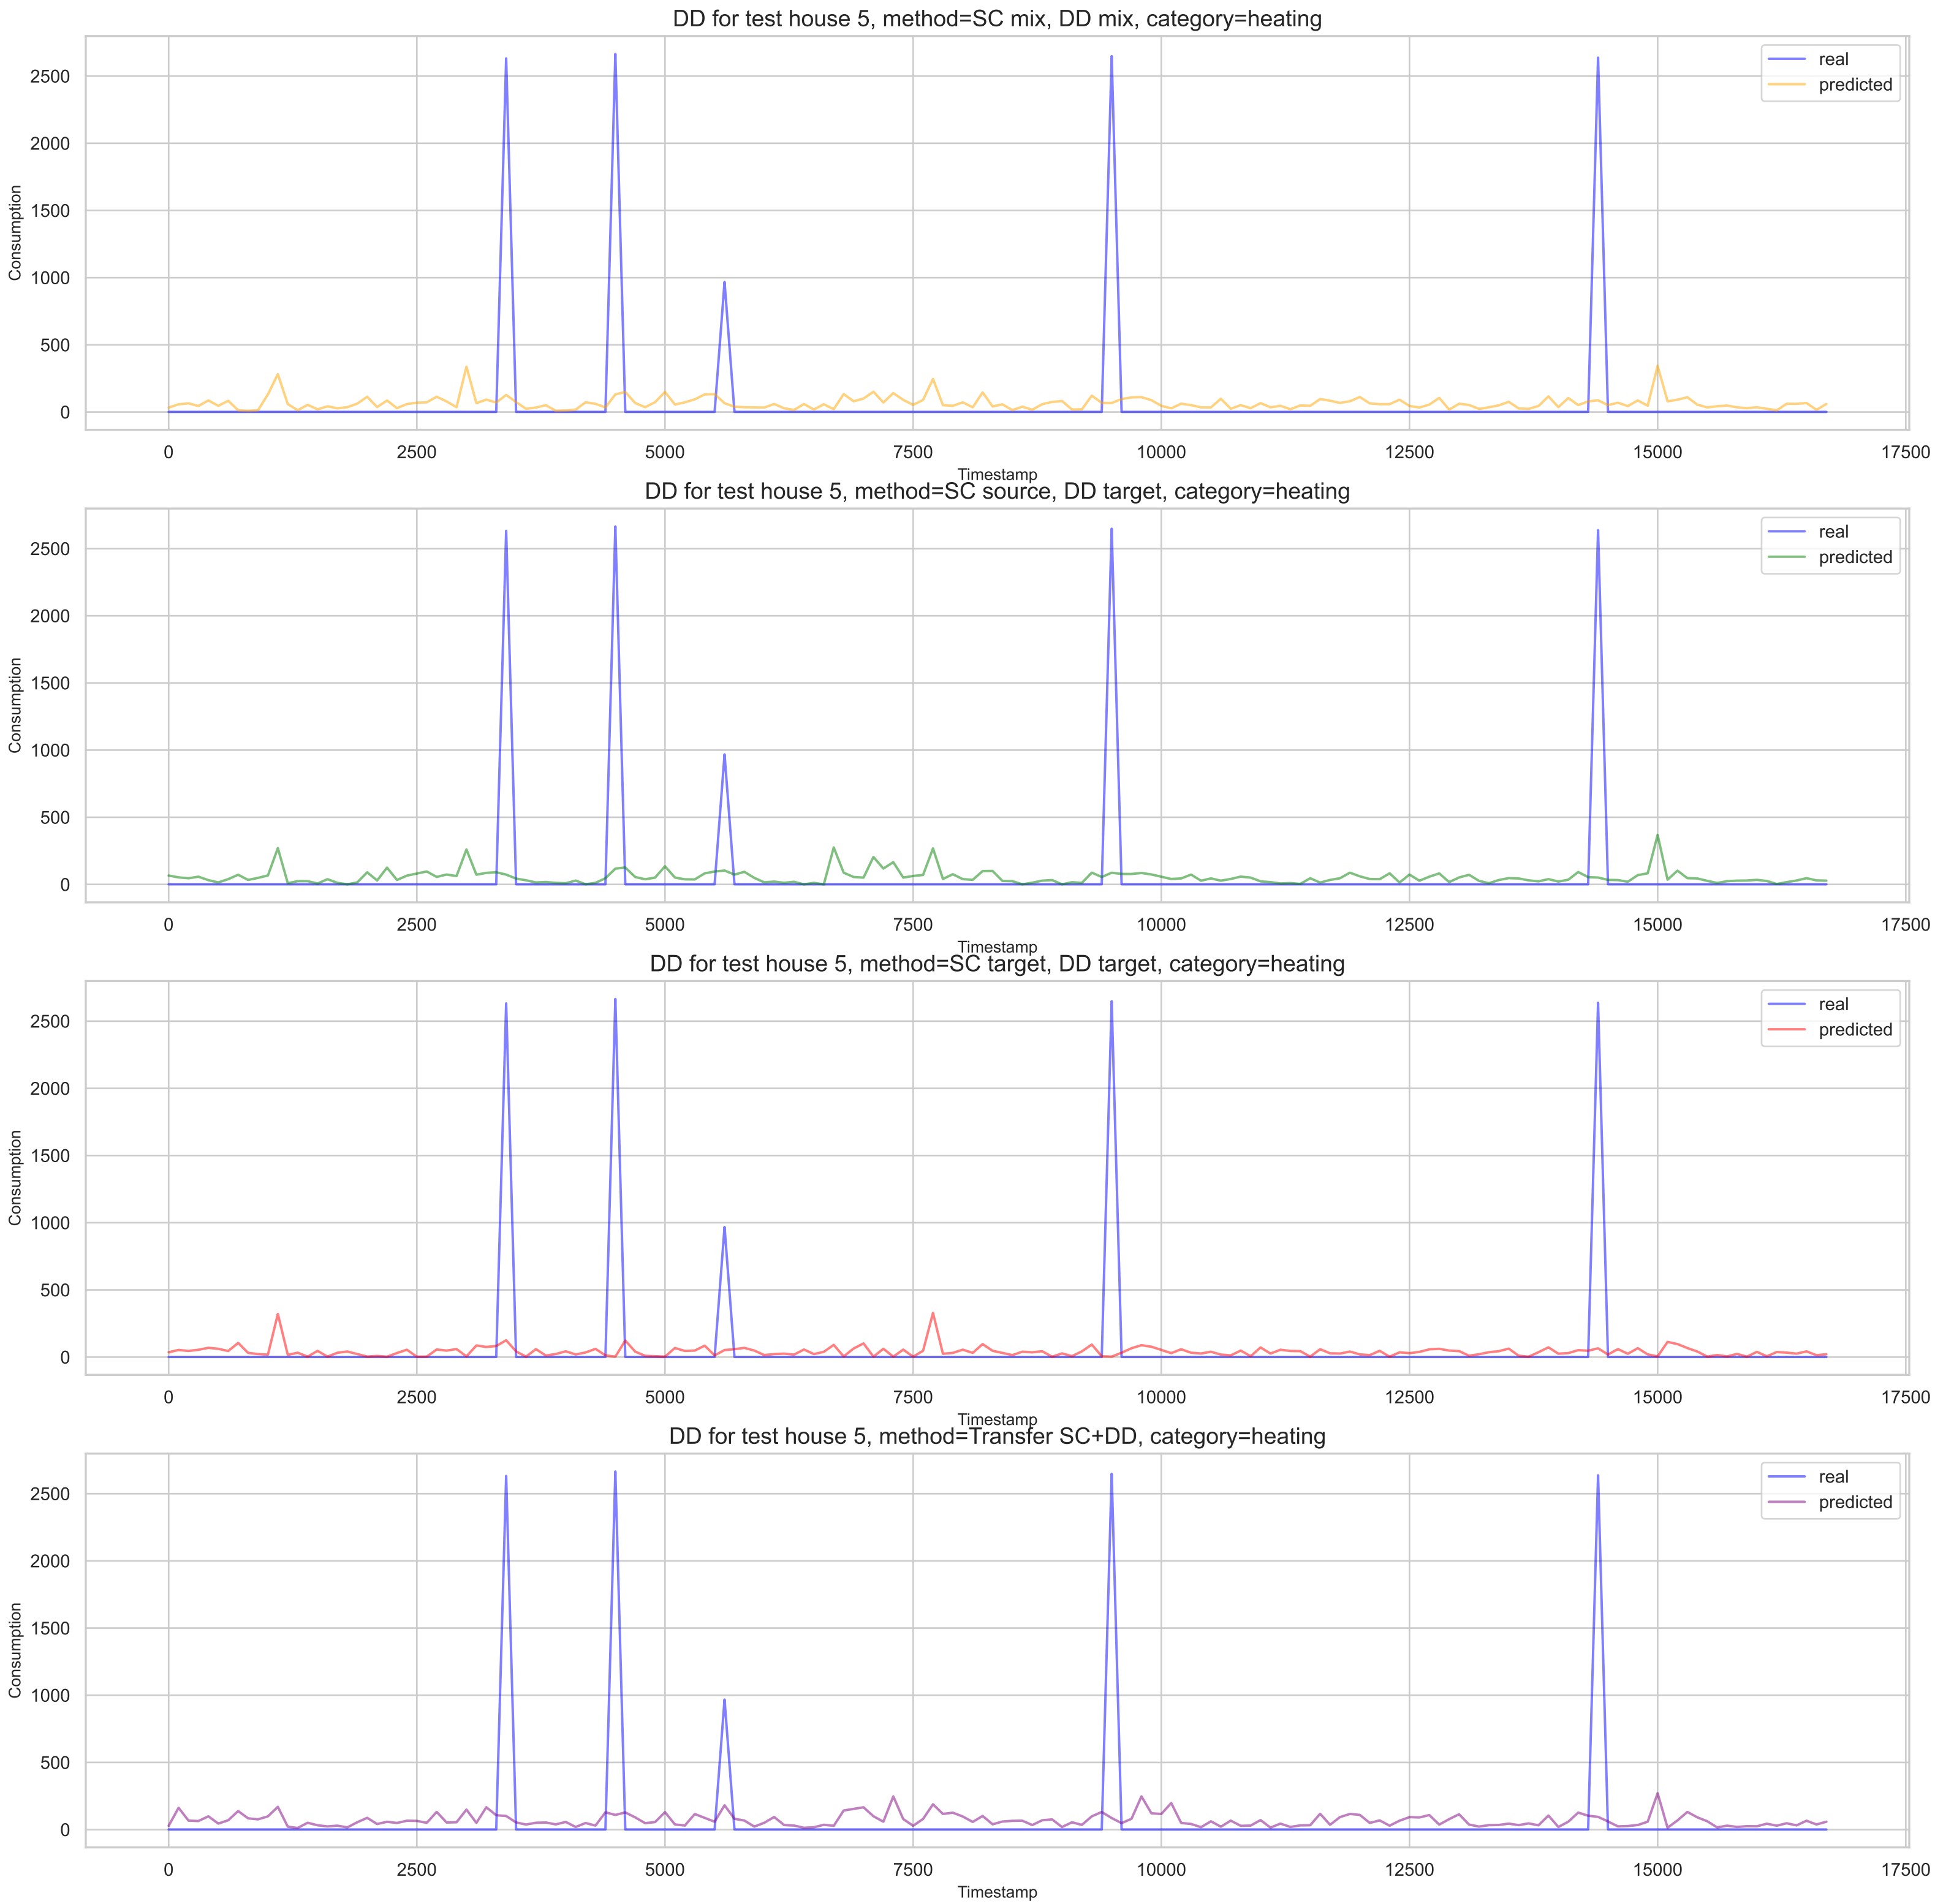 DD for test house 5, method=SC mix, DD mix, category=heating
real
predicted
Consumption
2500
2000
1500
1000
500
0
0 2500 5000 7500 10000 12500 15000 17500
Timestamp
DD for test house 5, method=SC source, DD target, category=heating
real
predicted
Consumption
2500
2000
1500
1000
500
0
0 2500 5000 7500 10000 12500 15000 17500
Timestamp
DD for test house 5, method=SC target, DD target, category=heating
real
predicted
Consumption
2500
2000
1500
1000
500
0
0 2500 5000 7500 10000 12500 15000 17500
Timestamp
DD for test house 5, method=Transfer SC+DD, category=heating
real
predicted
Consumption
2500
2000
1500
1000
500
0
0 2500 5000 7500 10000 12500 15000 17500
Timestamp